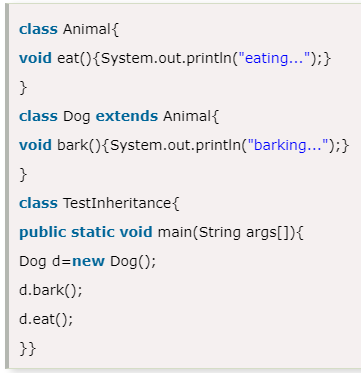 class Animal{
void eat(){System.out.println("eating...");}
}
class Dog extends Animal{
void bark(){System.out.println("barking...");}
}
class TestInheritance{
public static void main(String args[]){
Dog d=new Dog();
d.bark();
d.eat();
}}